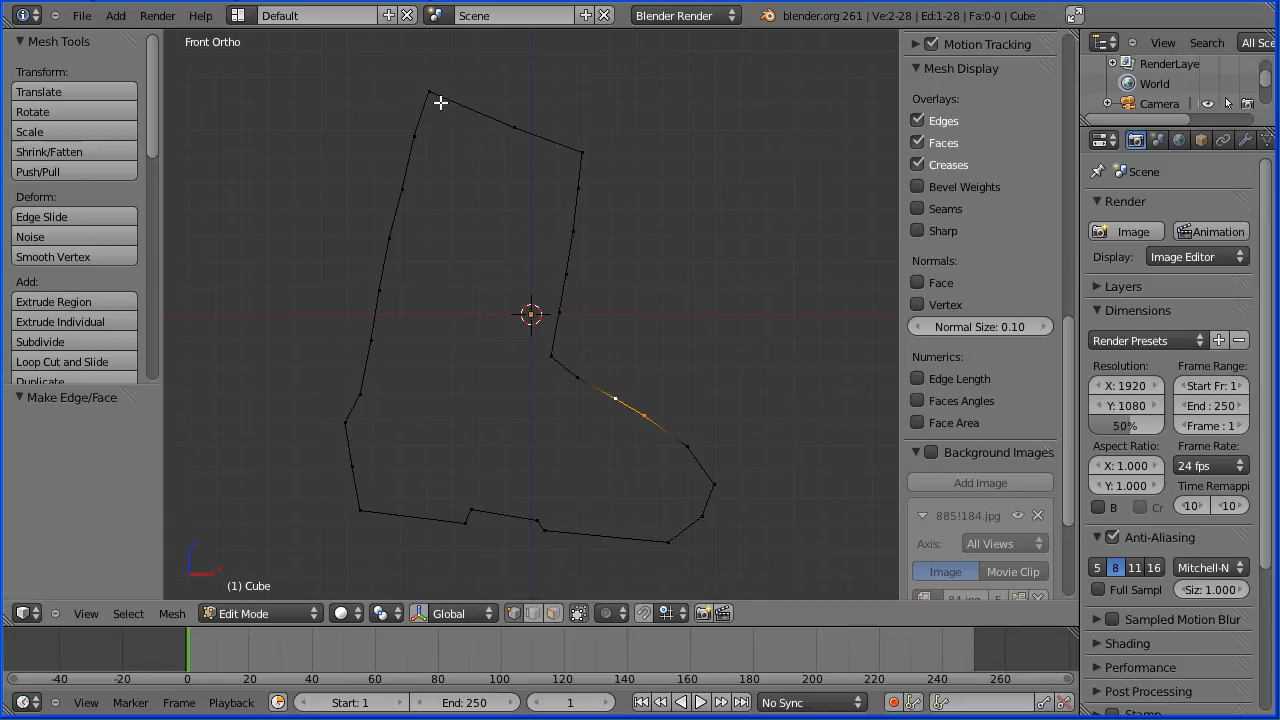 File Add Render Help Default Scene Blender Render blender.org 261 | Ve:2-28 | Ed:1-28 | Fa:0-0 | Cube
Mesh Tools
Transform:
Translate
Rotate
Scale
Shrink/Fatten
Push/Pull
Deform:
Edge Slide
Noise
Smooth Vertex
Add:
Extrude Region
Extrude Individual
Subdivide
Loop Cut and Slide
Duplicate
Make Edge/Face
Front Ortho
(1) Cube
Motion Tracking
Mesh Display
Overlays:
Edges
Faces
Creases
Bevel Weights
Seams
Sharp
Normals:
Face
Vertex
Normal Size: 0.10
Numerics:
Edge Length
Faces Angles
Face Area
Background Images
Add Image
885!184.jpg
Axis: All Views
Image Movie Clip
View Search All Sce
RenderLaye
World
Camera
Scene
Render
Image Animation
Display: Image Editor
Layers
Dimensions
Render Presets
Resolution: Frame Range:
X: 1920 Start Fr: 1
Y: 1080 End : 250
50% Frame : 1
Aspect Ratio: Frame Rate:
X: 1.000 24 fps
Y: 1.000 Time Remappi
B Cr 10 10
Anti-Aliasing
5 8 11 16 Mitchell-N
Full Sampl Siz: 1.000
Sampled Motion Blur
Shading
Performance
Post Processing
Stamp
View Select Mesh Edit Mode Global
-40 -20 0 20 40 60 80 100 120 140 160 180 200 220 240 260
View Marker Frame Playback Start: 1 End: 250 1 No Sync
X